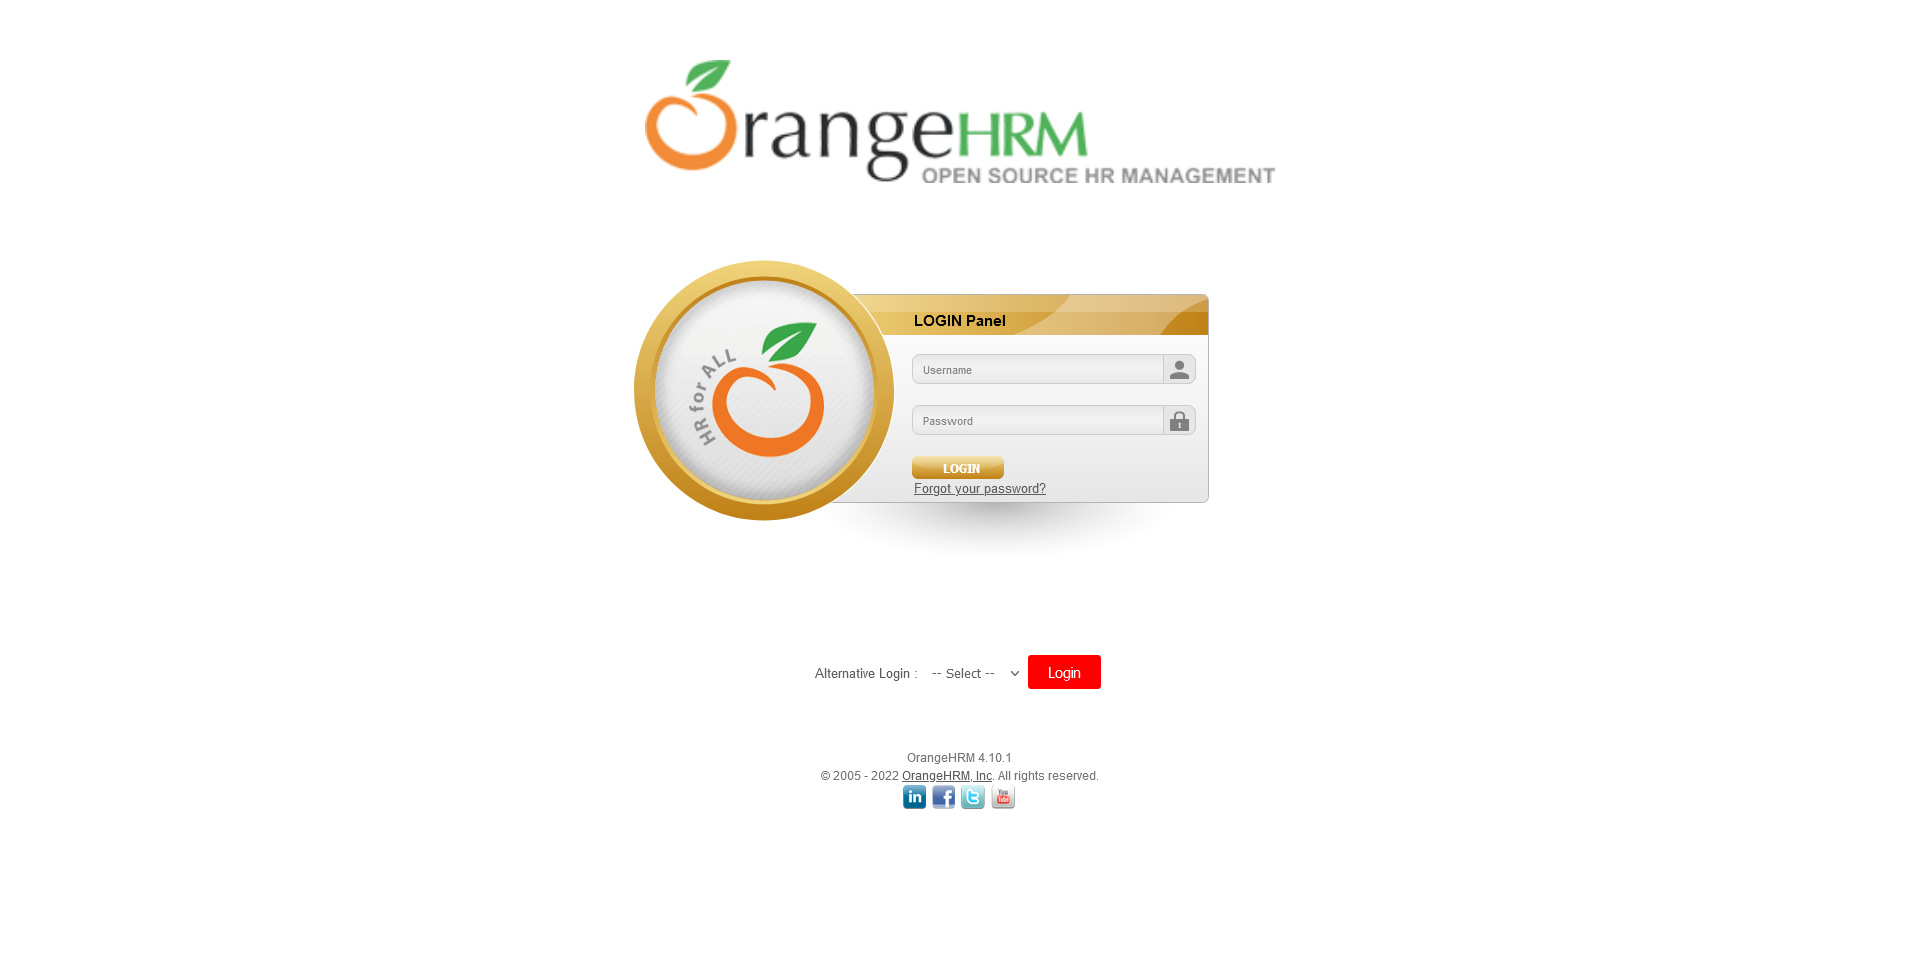 OrangeHRM
OPEN SOURCE HR MANAGEMENT
HR for ALL
LOGIN Panel
Username
Password
LOGIN
Forgot your password?
Alternative Login : -- Select -- Login
OrangeHRM 4.10.1
© 2005 - 2022 OrangeHRM, Inc. All rights reserved.
in f t You Tube